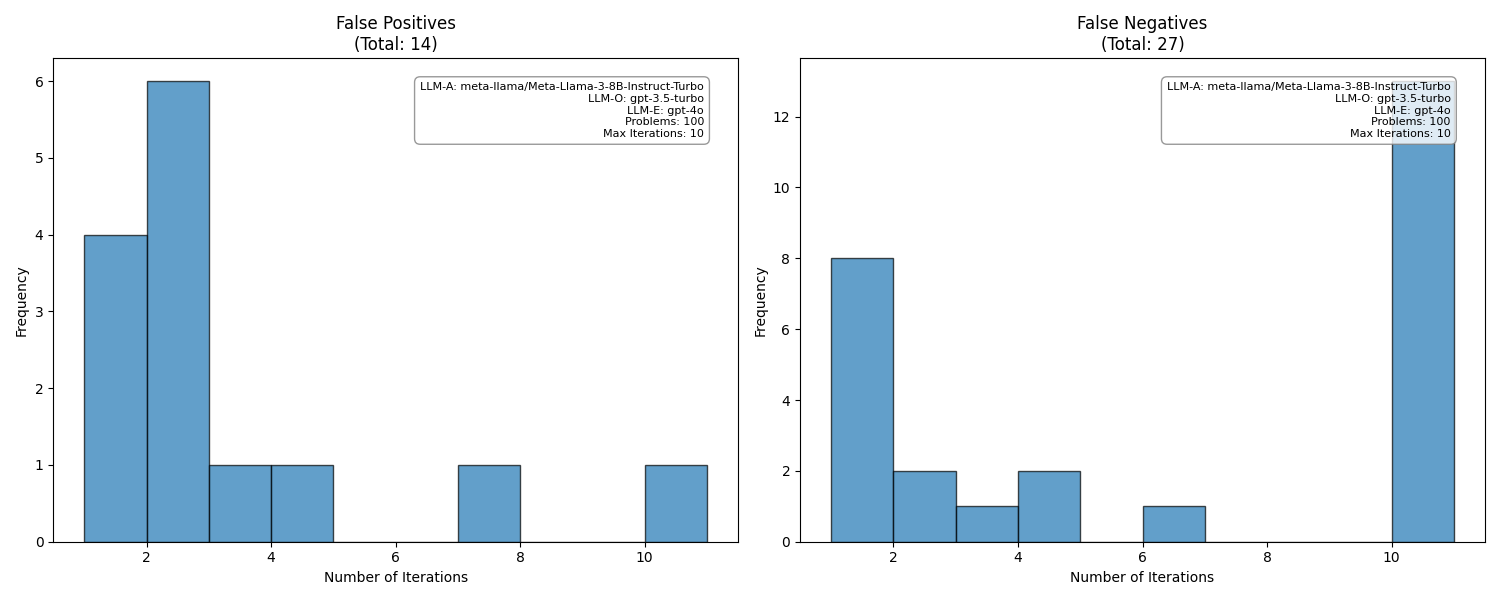 False Positives
(Total: 14)
6
5
4
3
2
1
0
Frequency
LLM-A: meta-llama/Meta-Llama-3-8B-Instruct-Turbo
LLM-O: gpt-3.5-turbo
LLM-E: gpt-4o
Problems: 100
Max Iterations: 10
2
4
6
8
10
Number of Iterations
False Negatives
(Total: 27)
12
10
8
6
4
2
0
Frequency
LLM-A: meta-llama/Meta-Llama-3-8B-Instruct-Turbo
LLM-O: gpt-3.5-turbo
LLM-E: gpt-4o
Problems: 100
Max Iterations: 10
2
4
6
8
10
Number of Iterations